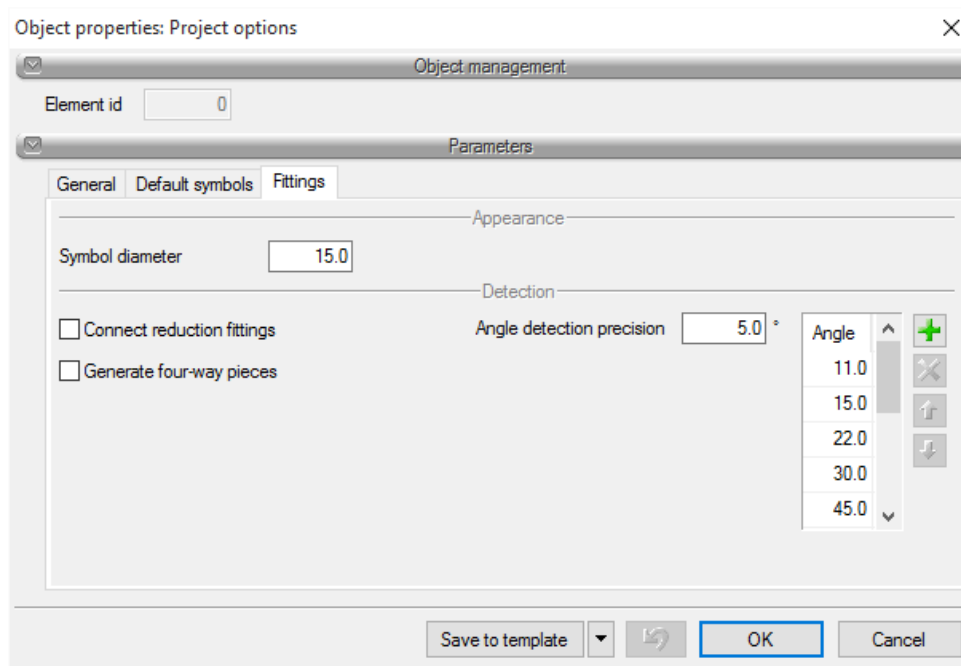 Object properties: Project options
Object management
Element id 0
Parameters
General Default symbols Fittings
Appearance
Symbol diameter 15.0
Detection
Connect reduction fittings Angle detection precision 5.0 ° Angle
Generate four-way pieces 11.0
15.0
22.0
30.0
45.0
Save to template OK Cancel